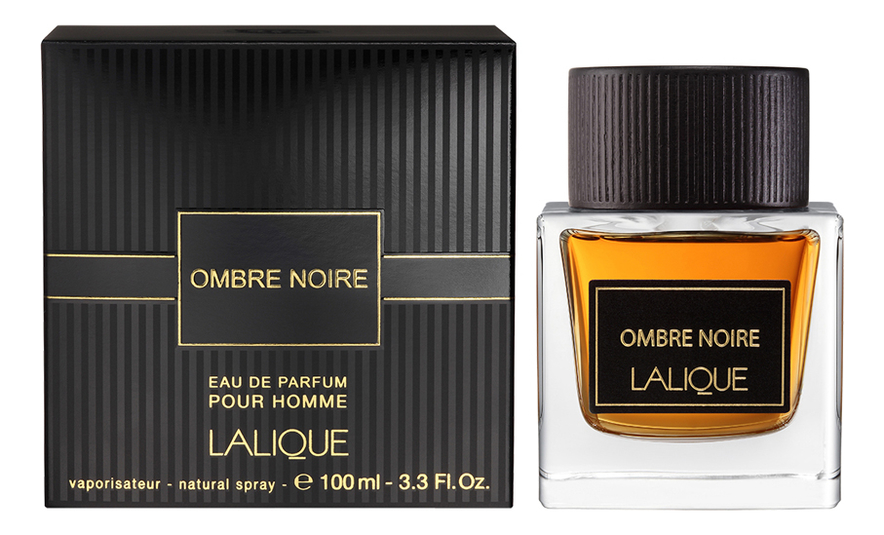 OMBRE NOIRE
EAU DE PARFUM
POUR HOMME
LALIQUE
vaporisateur - natural spray - ℮ 100 ml - 3.3 Fl.Oz.
OMBRE NOIRE
LALIQUE